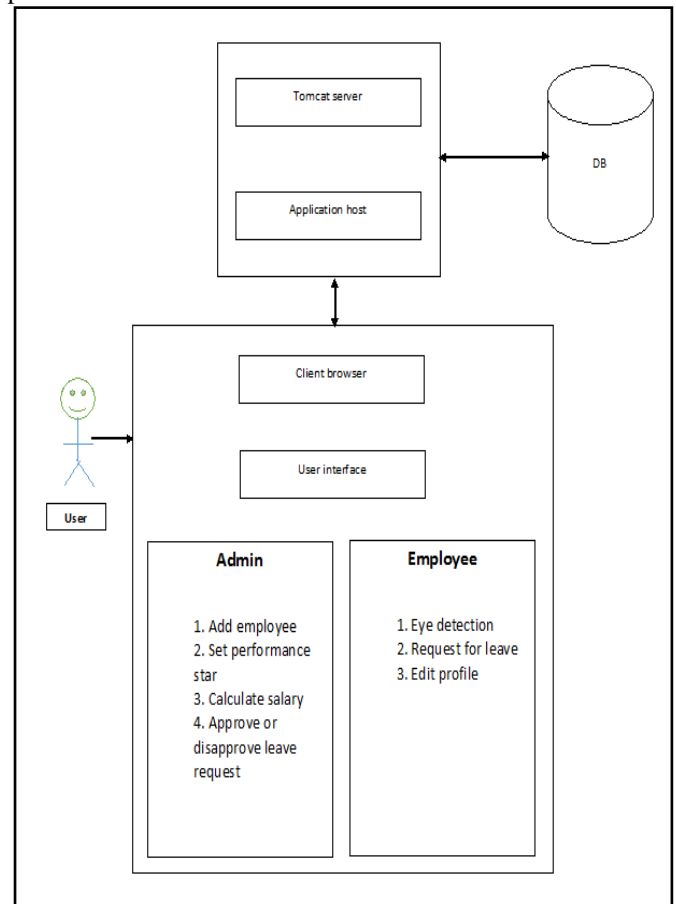 Tomcat server
DB
Application host
Client browser
User interface
User
Admin
1. Add employee
2. Set performance
star
3. Calculate salary
4. Approve or
disapprove leave
request
Employee
1. Eye detection
2. Request for leave
3. Edit profile